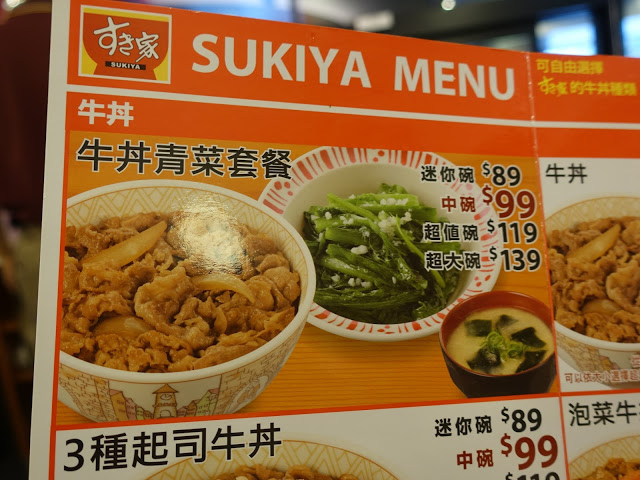 すき家
SUKIYA
SUKIYA MENU
可自由選擇
すき家的牛丼種類
牛丼
牛丼青菜套餐
迷你碗 $89
中碗 $99
超值碗 $119
超大碗 $139
牛丼
3種起司牛丼
迷你碗 $89
中碗 $99
泡菜牛